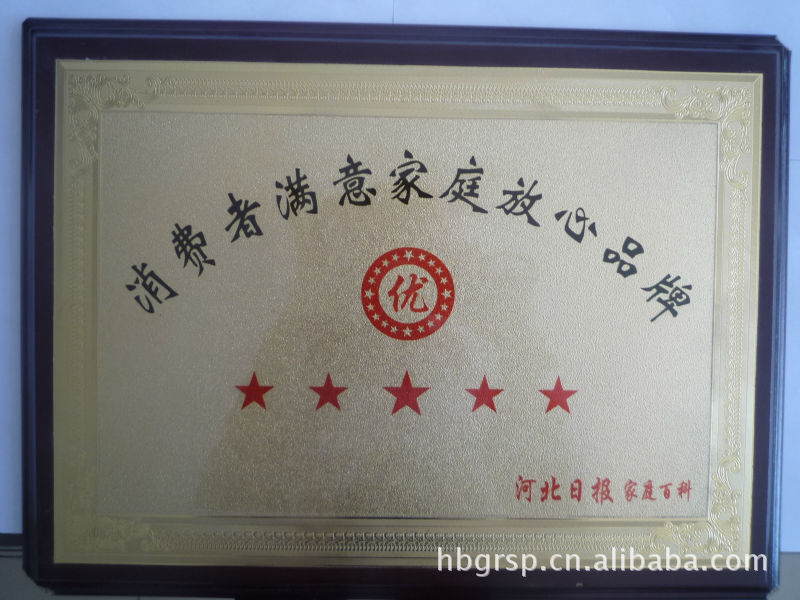 消费者满意家庭放心品牌
优
河北日报 家庭百科
hbgrsp.cn.alibaba.com